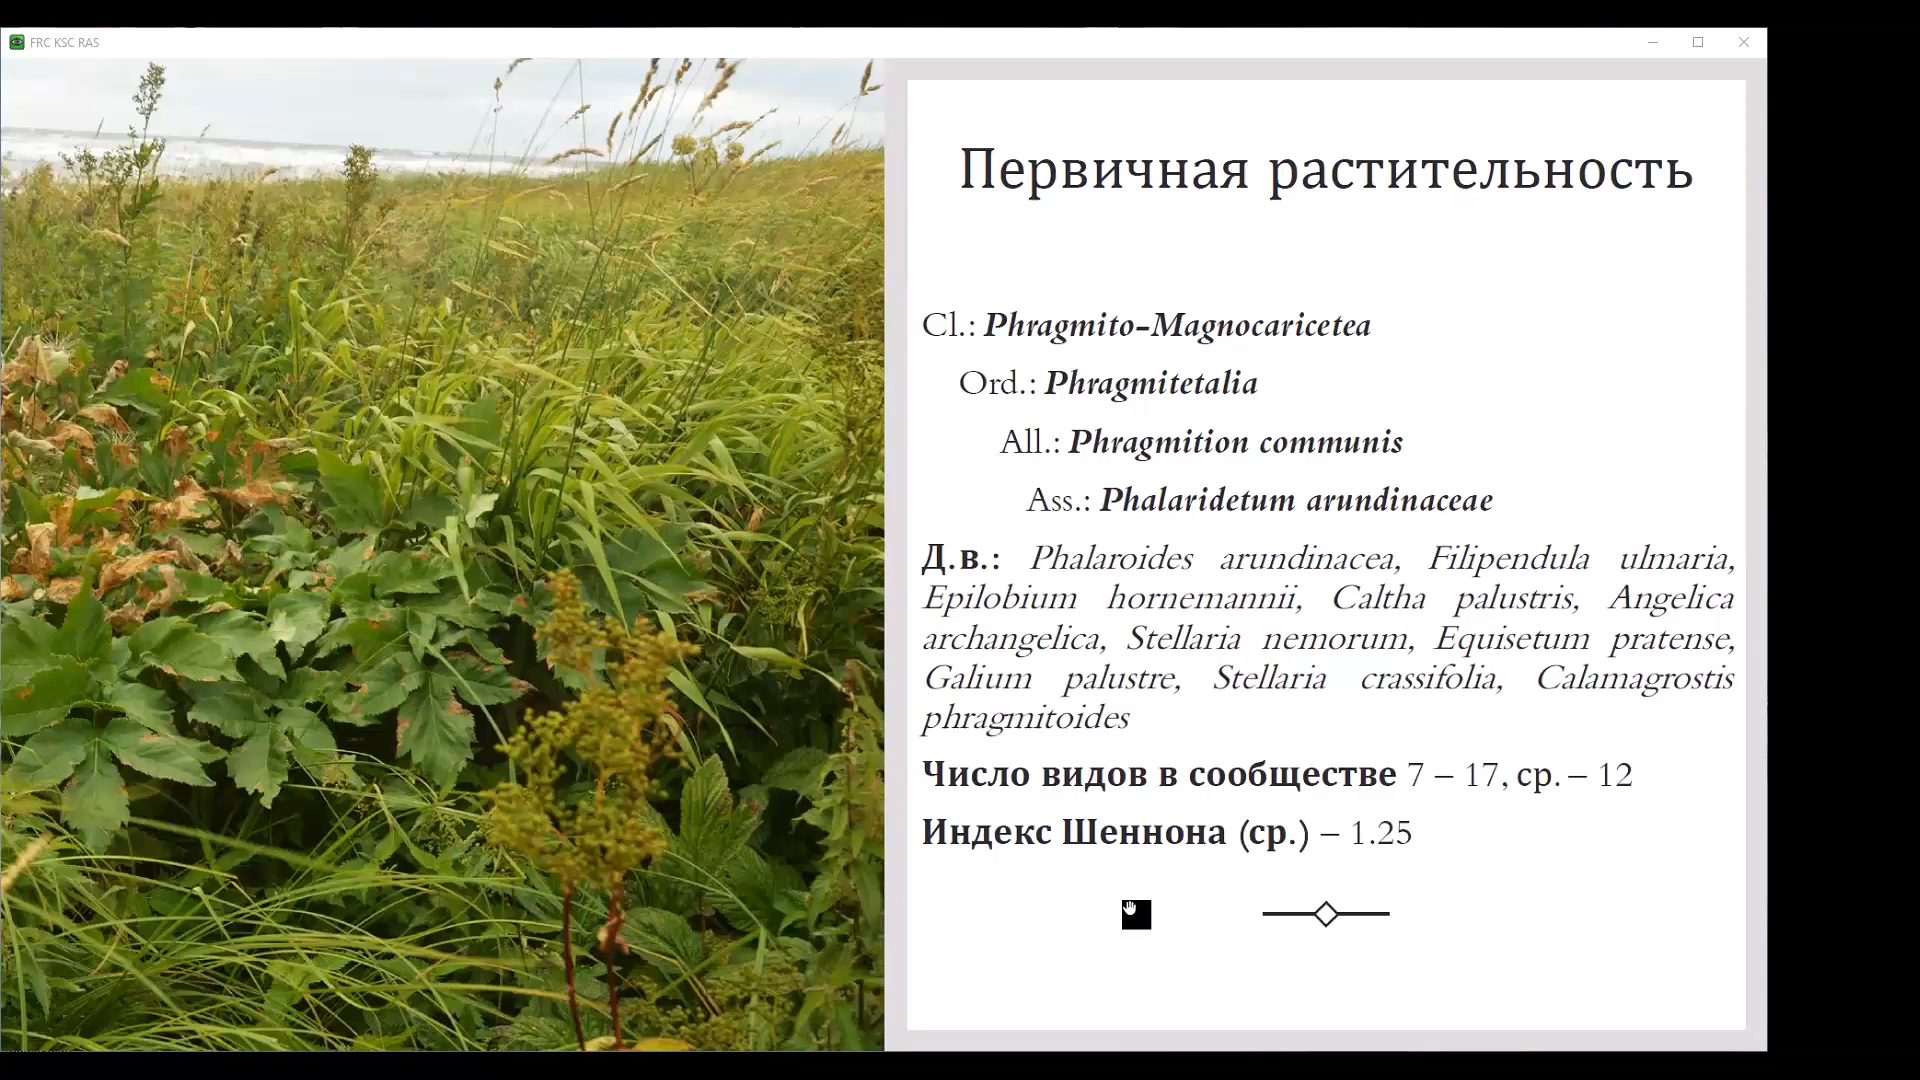 FRC KSC RAS
Первичная растительность
Cl.: Phragmito-Magnocaricetea
Ord.: Phragmitetalia
All.: Phragmition communis
Ass.: Phalaridetum arundinaceae
Д.в.: Phalaroides arundinacea, Filipendula ulmaria,
Epilobium hornemannii, Caltha palustris, Angelica
archangelica, Stellaria nemorum, Equisetum pratense,
Galium palustre, Stellaria crassifolia, Calamagrostis
phragmitoides
Число видов в сообществе 7 – 17, ср. – 12
Индекс Шеннона (ср.) – 1.25